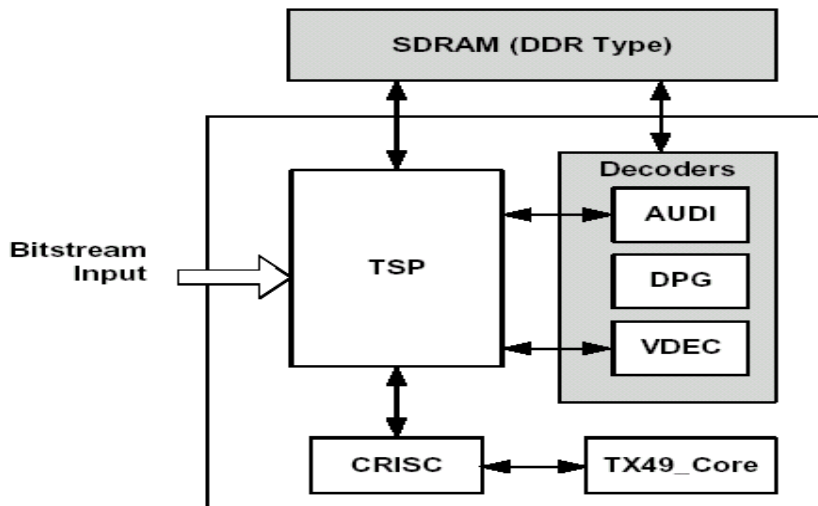 SDRAM (DDR Type)
Decoders
AUDI
Bitstream
Input
TSP
DPG
VDEC
CRISC
TX49_Core